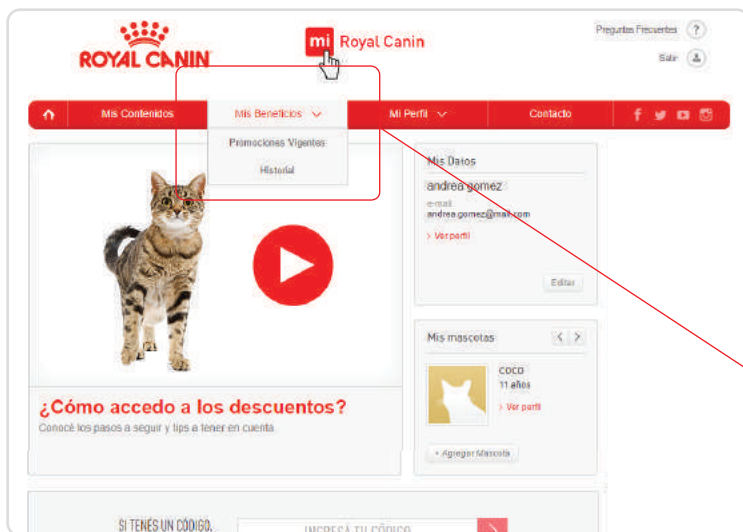 ROYAL CANIN
mi Royal Canin
Preguntas Frecuentes ?
Salir
Mis Contenidos
Mis Beneficios
Mi Perfil
Contacto
Promociones Vigentes
Historial
¿Cómo accedo a los descuentos?
Conocé los pasos a seguir y tips a tener en cuenta
Mis Datos
andrea gomez
e-mail
andrea.gomez@mail.com
> Ver perfil
Editar
Mis mascotas
< >
coco
11 años
> Ver perfil
+ Agregar Mascota
SI TENÉS UN CÓDIGO,
INGRESÁ TU CÓDIGO